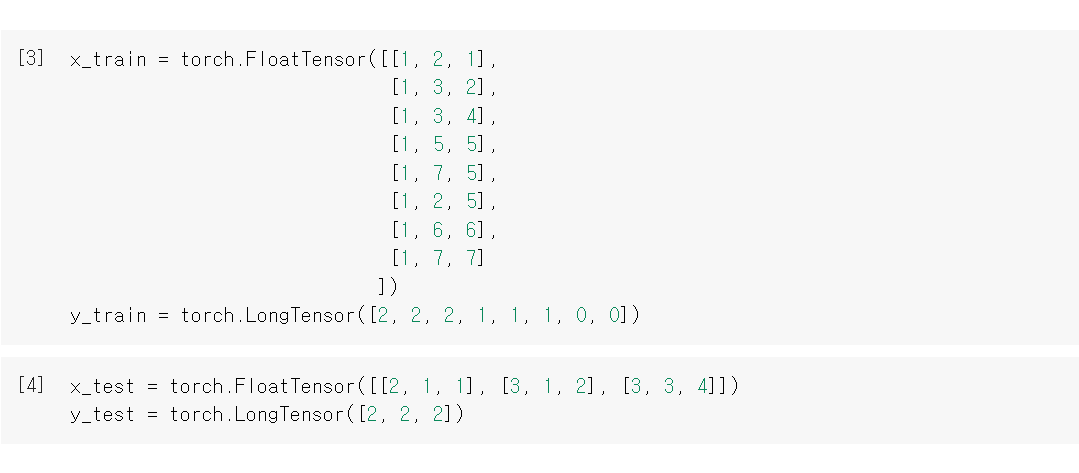 [3] x_train = torch.FloatTensor([[1, 2, 1],
[1, 3, 2],
[1, 3, 4],
[1, 5, 5],
[1, 7, 5],
[1, 2, 5],
[1, 6, 6],
[1, 7, 7]
])
y_train = torch.LongTensor([2, 2, 2, 1, 1, 1, 0, 0])
[4] x_test = torch.FloatTensor([[2, 1, 1], [3, 1, 2], [3, 3, 4]])
y_test = torch.LongTensor([2, 2, 2])